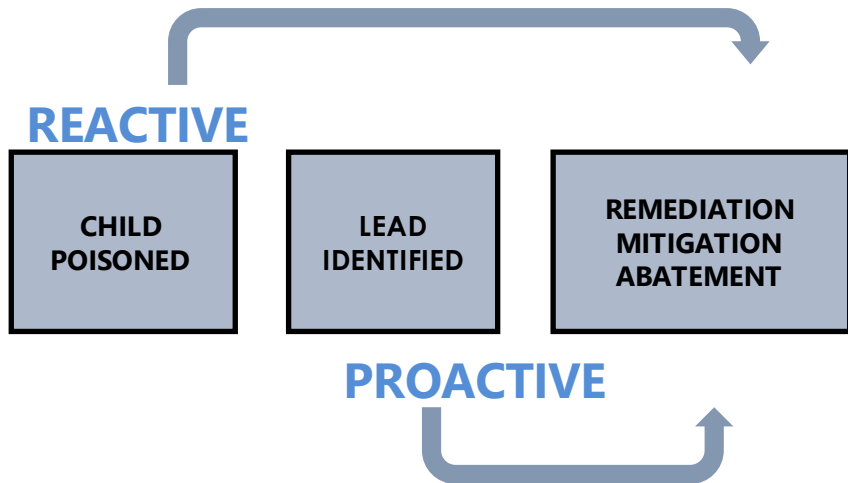 REACTIVE
CHILD
POISONED
LEAD
IDENTIFIED
REMEDIATION
MITIGATION
ABATEMENT
PROACTIVE